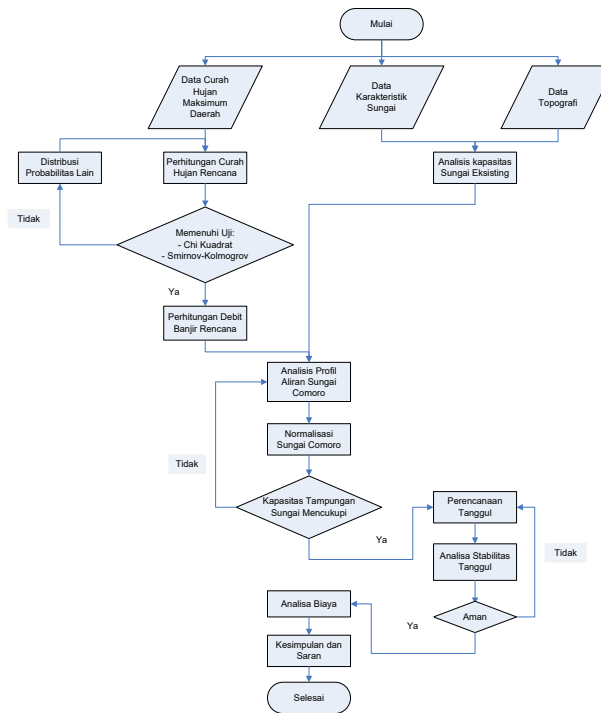 Mulai
Data Curah
Hujan
Maksimum
Daerah
Data
Karakteristik
Sungai
Data
Topografi
Distribusi
Probabilitas Lain
Perhitungan Curah
Hujan Rencana
Analisis kapasitas
Sungai Eksisting
Tidak
Memenuhi Uji:
- Chi Kuadrat
- Smirnov-Kolmogrov
Ya
Perhitungan Debit
Banjir Rencana
Analisis Profil
Aliran Sungai
Comoro
Normalisasi
Sungai Comoro
Tidak
Kapasitas Tampungan
Sungai Mencukupi
Ya
Perencanaan
Tanggul
Analisa Stabilitas
Tanggul
Tidak
Aman
Ya
Analisa Biaya
Kesimpulan dan
Saran
Selesai